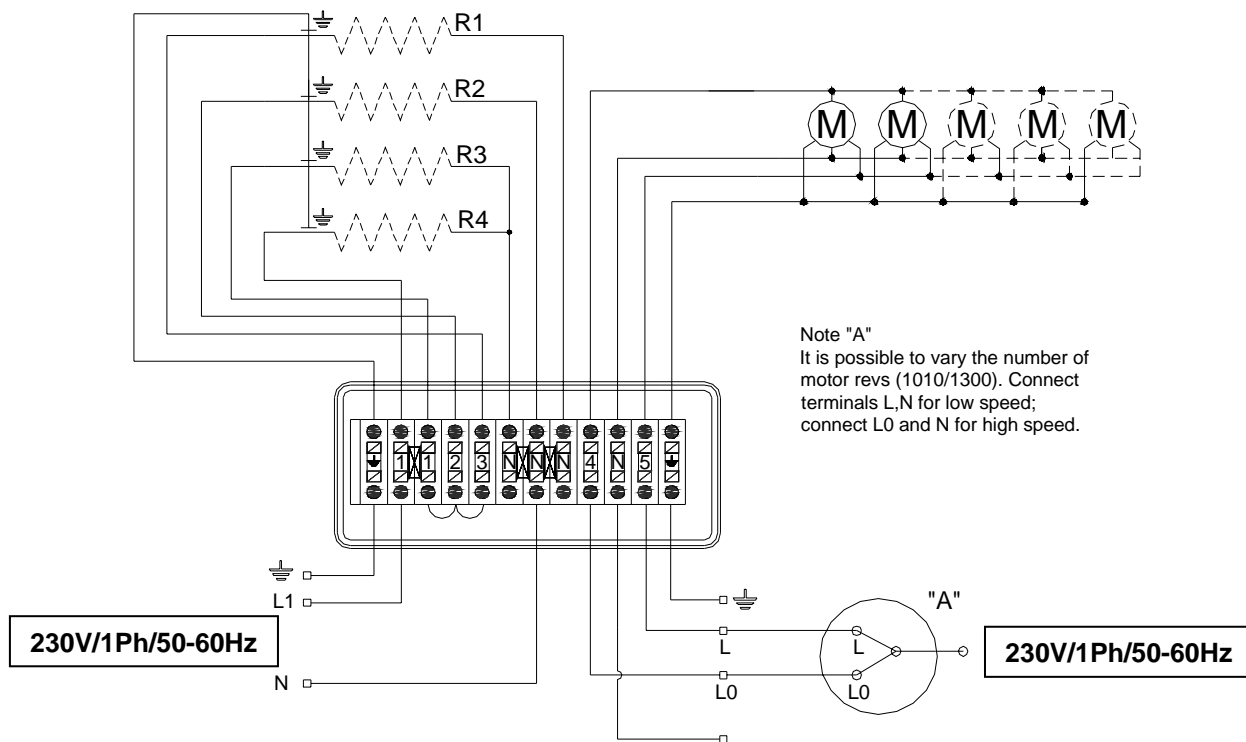 R1
R2
R3
R4
M M M M M
Note "A"
It is possible to vary the number of
motor revs (1010/1300). Connect
terminals L,N for low speed;
connect L0 and N for high speed.
1 1 2 3 N N N 4 N 5
L1
230V/1Ph/50-60Hz
N
"A"
L L
L0 L0
230V/1Ph/50-60Hz